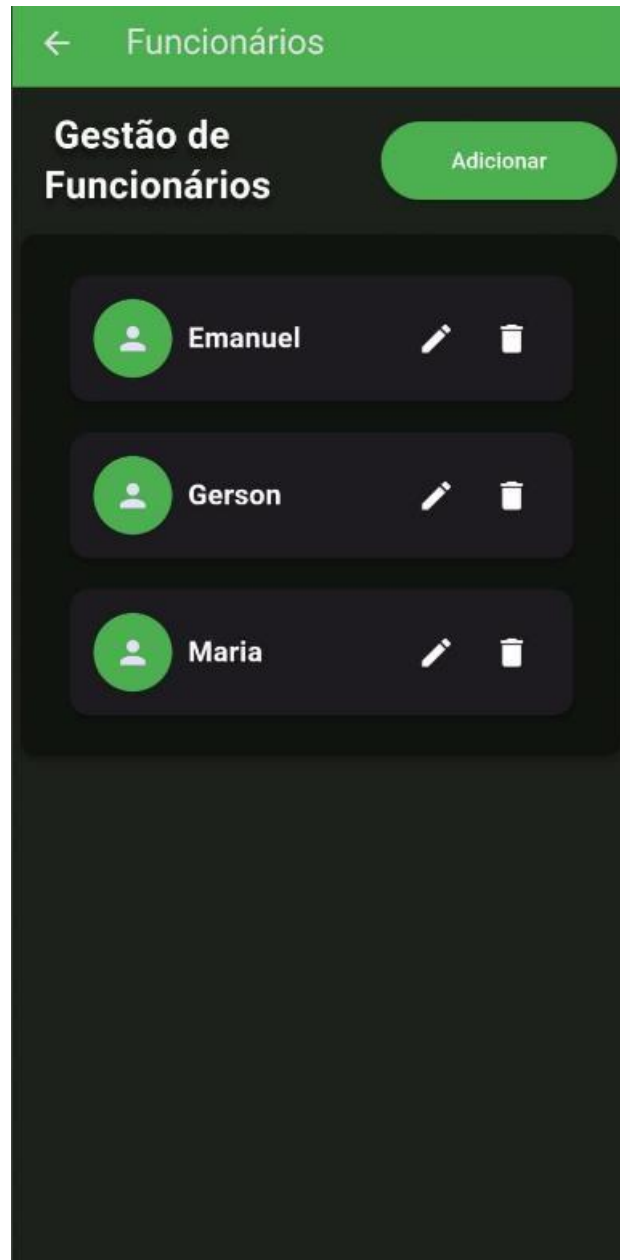 Funcionários
Gestão de
Funcionários
Adicionar
Emanuel
Gerson
Maria